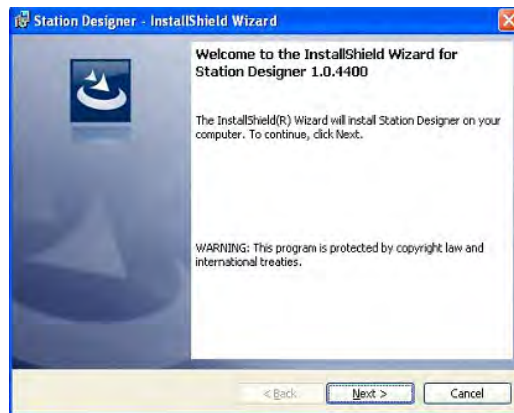 Station Designer - InstallShield Wizard
Welcome to the InstallShield Wizard for
Station Designer 1.0.4400
The InstallShield(R) Wizard will install Station Designer on your
computer. To continue, click Next.
WARNING: This program is protected by copyright law and
international treaties.
< Back
Next >
Cancel